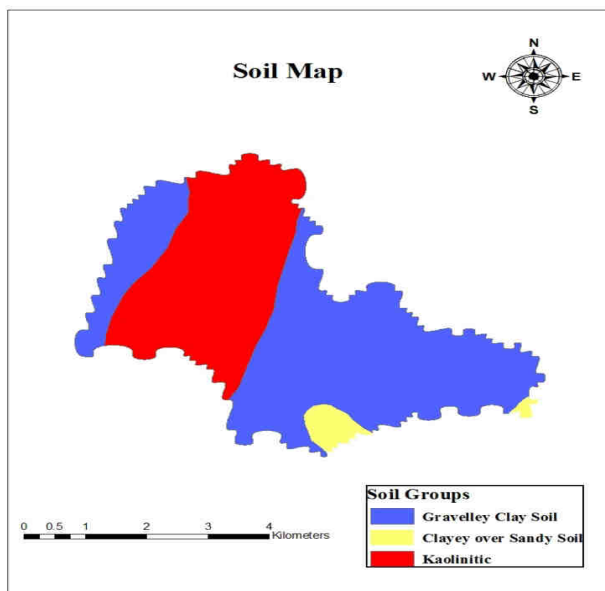 N
Soil Map
W E
S
Soil Groups
Gravelley Clay Soil
Clayey over Sandy Soil
Kaolinitic
0 0.5 1 2 3 4
Kilometers